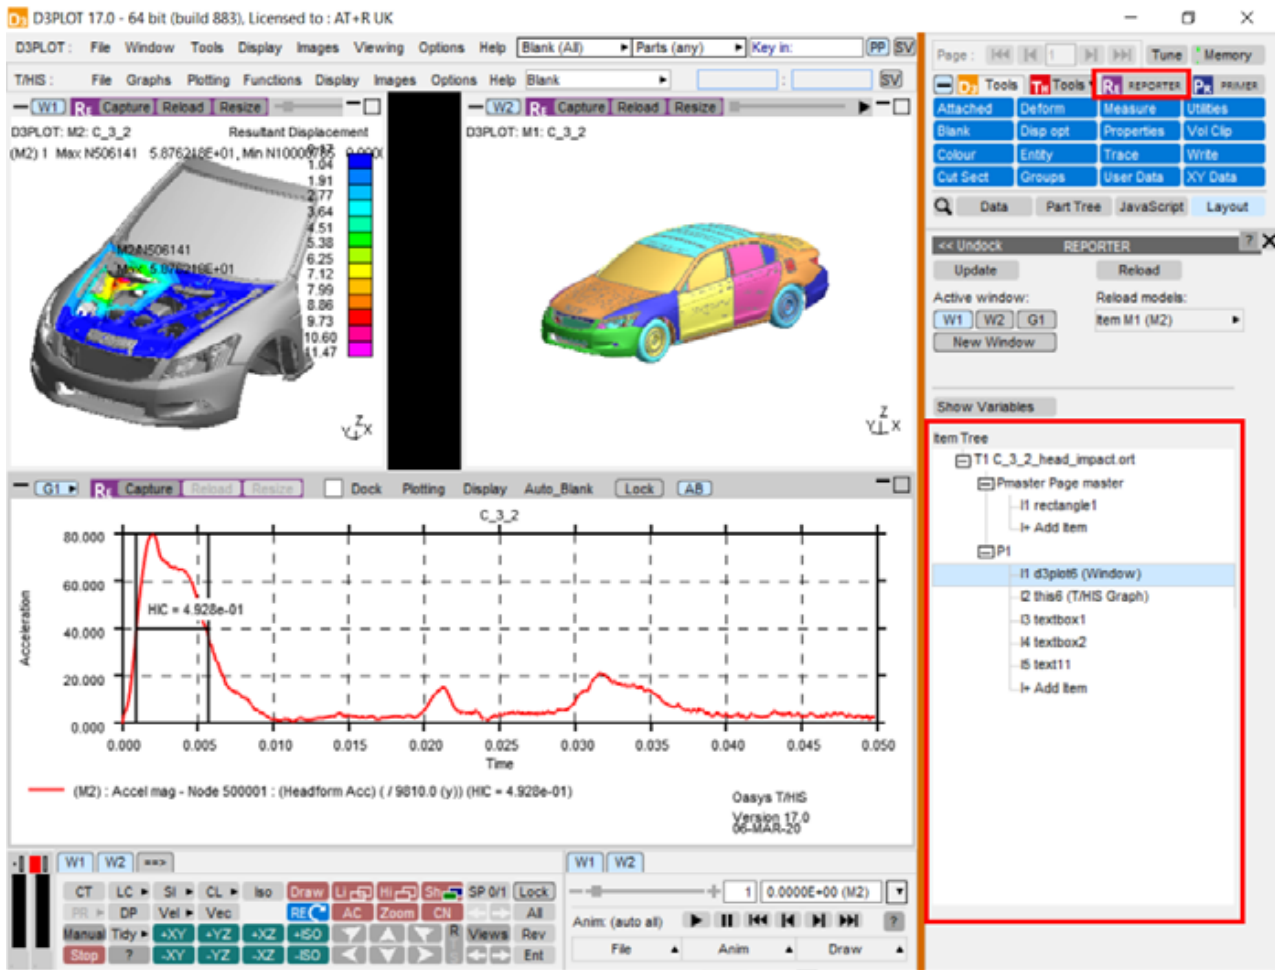 D3PLOT 17.0 - 64 bit (build 883), Licensed to : AT+R UK
D3PLOT : File Window Tools Display Images Viewing Options Help Blank (All) Parts (any) Key in: PP SV
T/HIS : File Graphs Plotting Functions Display Images Options Help Blank : SV
W1 RE Capture Reload Resize
D3PLOT: M2: C_3_2 Resultant Displacement
(M2) 1 Max N506141 5.876218E+01, Min
1.04
1.91
2.77
3.64
4.51
5.38
6.25
7.12
7.99
8.86
9.73
10.60
11.47
M2/N506141
Max 5.876218E+01
Z
Y X
W2 RE Capture Reload Resize
D3PLOT: M1: C_3_2
Z
Y X
G1 RE Capture Reload Resize Dock Plotting Display Auto_Blank Lock AB
C_3_2
80.000
60.000
40.000
20.000
0.000
Acceleration
HIC = 4.928e-01
0.000 0.005 0.010 0.015 0.020 0.025 0.030 0.035 0.040 0.045 0.050
Time
(M2) : Accel mag - Node 500001 : (Headform Acc) ( / 9810.0 (y)) (HIC = 4.928e-01)
Oasys T/HIS
Version 17.0
06-MAR-20
W1 W2 ==>
CT LC SI CL Iso Draw Li Hi Sh SP 0/1 Lock
PR DP Vel Vec RE AC Zoom CN All
Manual Tidy +XY +YZ +XZ +ISO Views Rev
Stop ? -XY -YZ -XZ -ISO Ent
W1 W2
1 0.0000E+00 (M2)
Anim: (auto all) ?
File Anim Draw
Page : 1 Tune Memory
D3 Tools TH Tools RE REPORTER PR PRIMER
Attached Deform Measure Utilities
Blank Disp opt Properties Vol Clip
Colour Entity Trace Write
Cut Sect Groups User Data XY Data
Data Part Tree JavaScript Layout
<< Undock REPORTER ? X
Update Reload
Active window: Reload models:
W1 W2 G1 Item M1 (M2)
New Window
Show Variables
Item Tree
T1 C_3_2_head_impact.ort
Pmaster Page master
I1 rectangle1
I+ Add Item
P1
I1 d3plot6 (Window)
I2 this6 (T/HIS Graph)
I3 textbox1
I4 textbox2
I5 text11
I+ Add Item